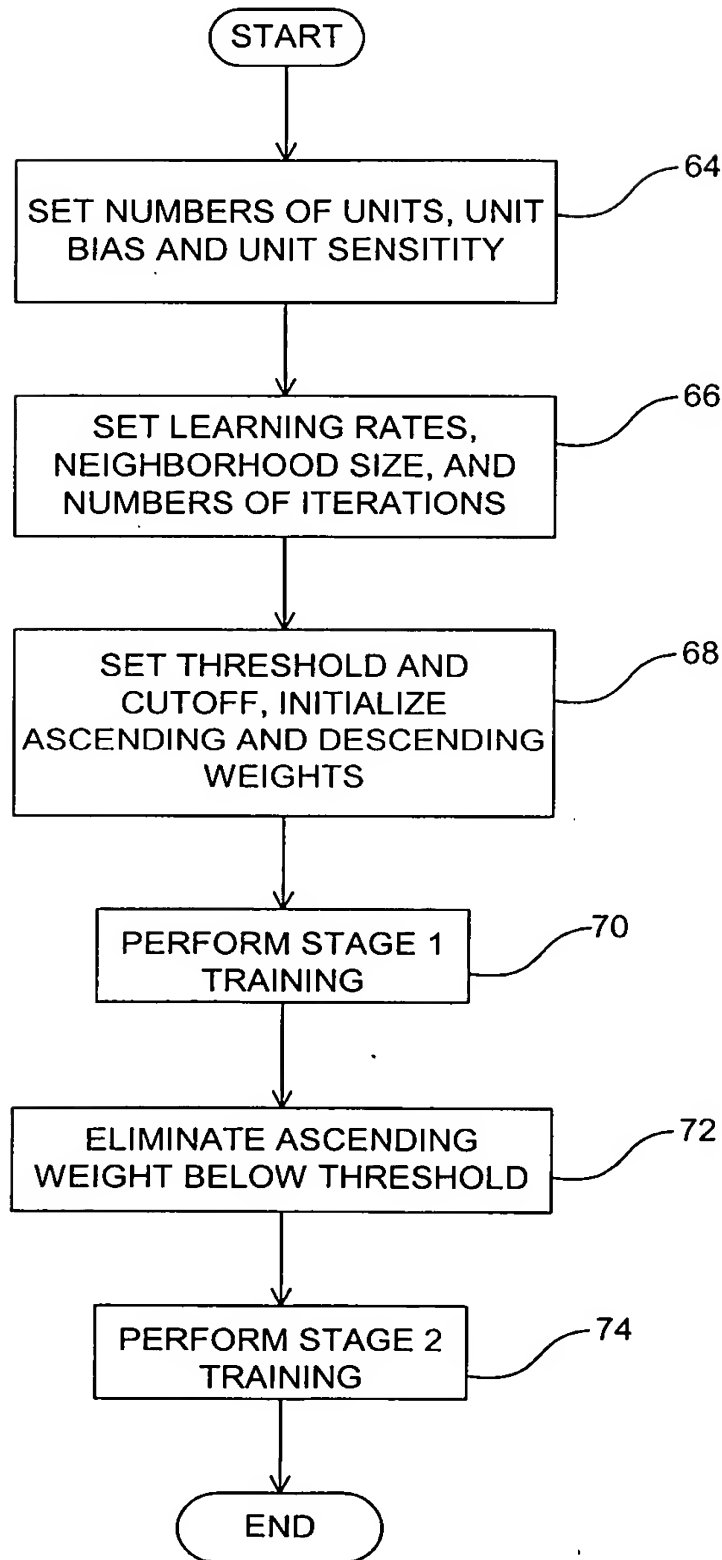 START
64
SET NUMBERS OF UNITS, UNIT
BIAS AND UNIT SENSITITY
66
SET LEARNING RATES,
NEIGHBORHOOD SIZE, AND
NUMBERS OF ITERATIONS
68
SET THRESHOLD AND
CUTOFF, INITIALIZE
ASCENDING AND DESCENDING
WEIGHTS
70
PERFORM STAGE 1
TRAINING
72
ELIMINATE ASCENDING
WEIGHT BELOW THRESHOLD
74
PERFORM STAGE 2
TRAINING
END